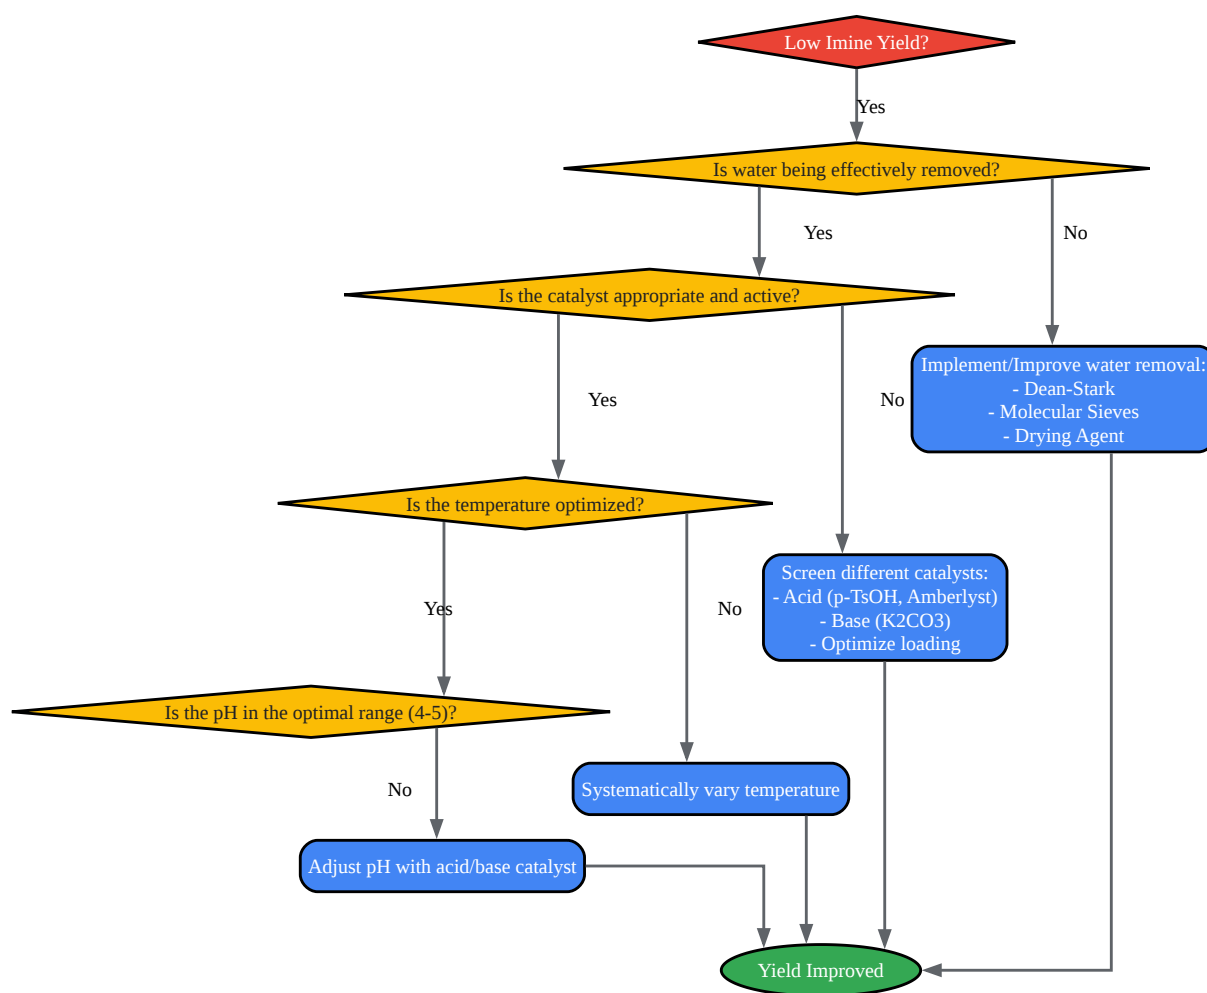 Low Imine Yield?
Yes
Is water being effectively removed?
Yes
No
Is the catalyst appropriate and active?
Yes
No
Implement/Improve water removal:
- Dean-Stark
- Molecular Sieves
- Drying Agent
Is the temperature optimized?
Yes
No
Screen different catalysts:
- Acid (p-TsOH, Amberlyst)
- Base (K2CO3)
- Optimize loading
Is the pH in the optimal range (4-5)?
No
Systematically vary temperature
Adjust pH with acid/base catalyst
Yield Improved